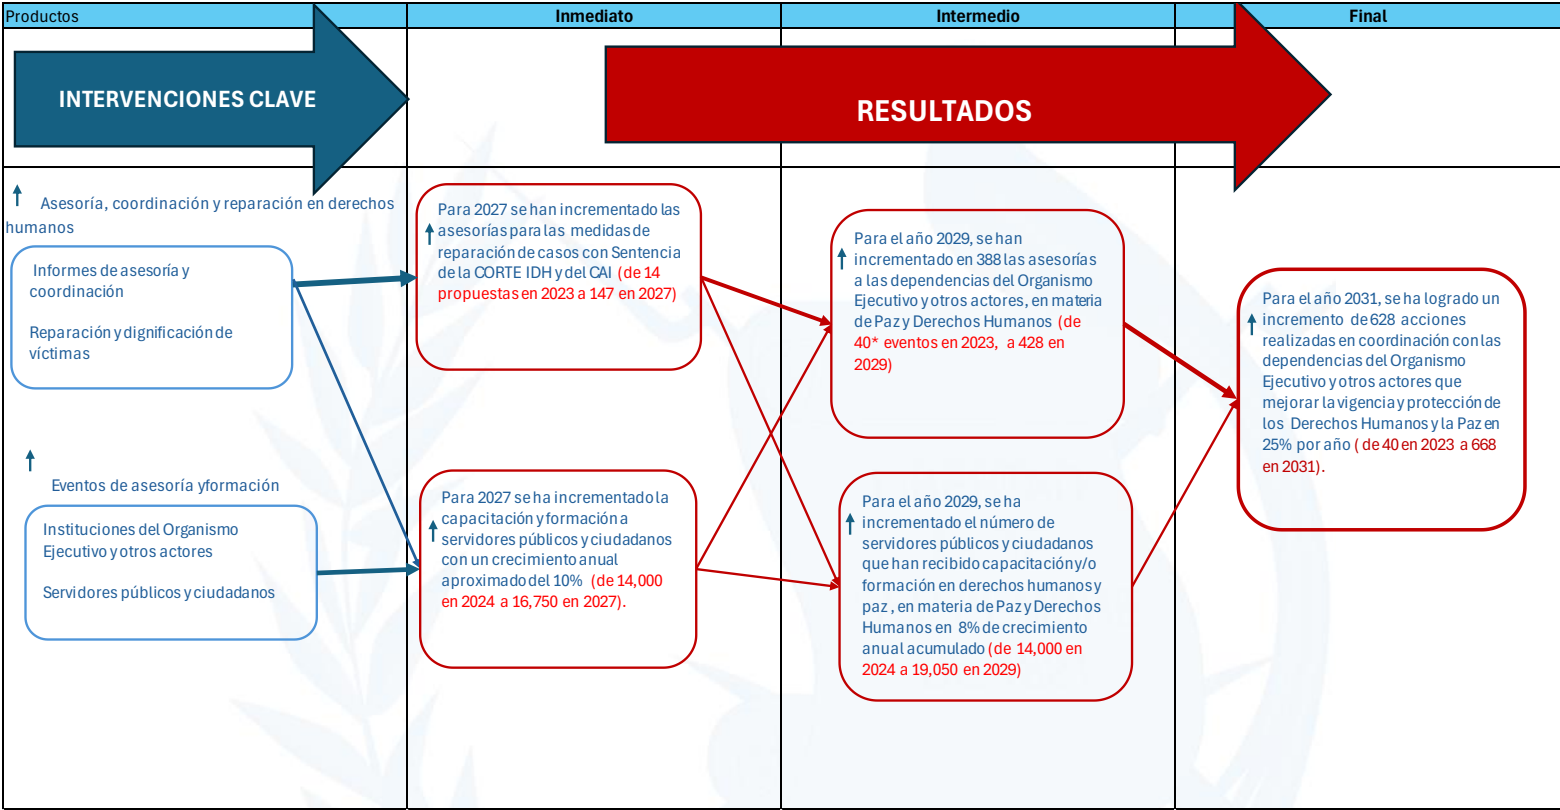 Productos
Inmediato
Intermedio
Final
INTERVENCIONES CLAVE
RESULTADOS
Asesoría, coordinación y reparación en derechos
humanos
Informes de asesoría y
coordinación
Reparación y dignificación de
víctimas
Eventos de asesoría yformación
Instituciones del Organismo
Ejecutivo y otros actores
Servidores públicos y ciudadanos
Para 2027 se han incrementado las
asesorías para las medidas de
reparación de casos con Sentencia
de la CORTE IDH y del CAI (de 14
propuestas en 2023 a 147 en 2027)
Para 2027 se ha incrementado la
capacitación y formación a
servidores públicos y ciudadanos
con un crecimiento anual
aproximado del 10% (de 14,000
en 2024 a 16,750 en 2027).
Para el año 2029, se han
incrementado en 388 las asesorías
a las dependencias del Organismo
Ejecutivo y otros actores, en materia
de Paz y Derechos Humanos (de
40* eventos en 2023, a 428 en
2029)
Para el año 2029, se ha
incrementado el número de
servidores públicos y ciudadanos
que han recibido capacitación y/o
formación en derechos humanos y
paz , en materia de Paz y Derechos
Humanos en 8% de crecimiento
anual acumulado (de 14,000 en
2024 a 19,050 en 2029)
Para el año 2031, se ha logrado un
incremento de 628 acciones
realizadas en coordinación con las
dependencias del Organismo
Ejecutivo y otros actores que
mejorar la vigencia y protección de
los Derechos Humanos y la Paz en
25% por año ( de 40 en 2023 a 668
en 2031).